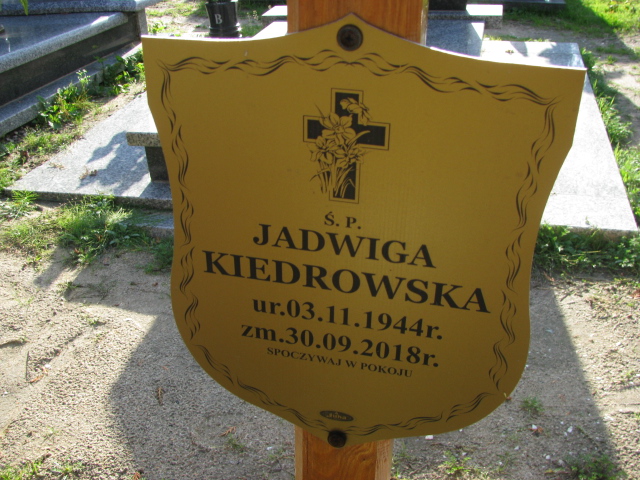 Ś. P.
JADWIGA
KIEDROWSKA
ur.03.11.1944r.
zm.30.09.2018r.
SPOCZYWAJ W POKOJU